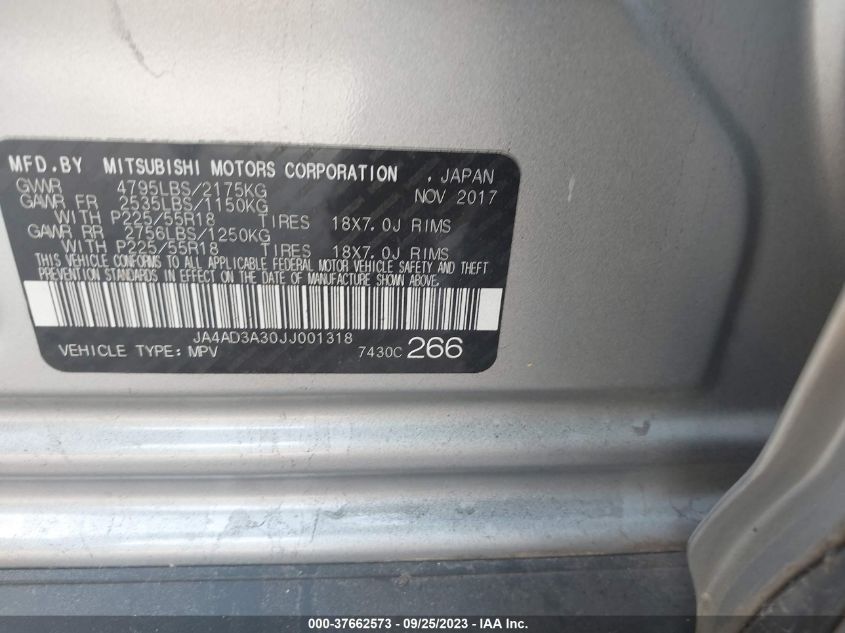 MFD.BY MITSUBISHI MOTORS CORPORATION , JAPAN
GVWR 4795LBS/2175KG NOV 2017
GAWR FR 2535LBS/1150KG
WITH P225/55R18 TIRES 18X7.0J RIMS
GAWR RR 2756LBS/1250KG
WITH P225/55R18 TIRES 18X7.0J RIMS
THIS VEHICLE CONFORMS TO ALL APPLICABLE FEDERAL MOTOR VEHICLE SAFETY AND THEFT
PREVENTION STANDARDS IN EFFECT ON THE DATE OF MANUFACTURE SHOWN ABOVE.
JA4AD3A30JJ001318
VEHICLE TYPE: MPV 7430C 266
000-37662573 - 09/25/2023 - IAA Inc.